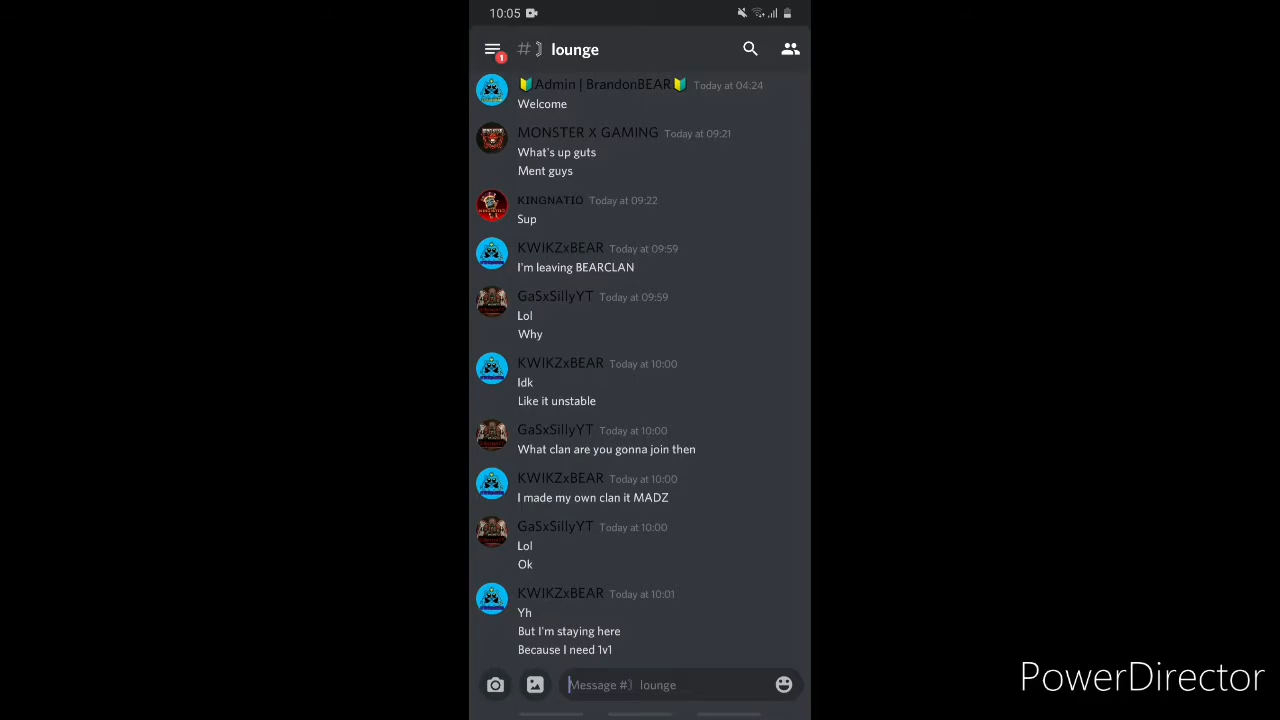 10:05
# 〕 lounge
1
🔰Admin | BrandonBEAR🔰 Today at 04:24
Welcome
MONSTER X GAMING Today at 09:21
What's up guts
Ment guys
ᴋɪɴɢɴᴀᴛɪᴏ Today at 09:22
Sup
KWIKZxBEAR Today at 09:59
I'm leaving BEARCLAN
GaSxSillyYT Today at 09:59
Lol
Why
KWIKZxBEAR Today at 10:00
Idk
Like it unstable
GaSxSillyYT Today at 10:00
What clan are you gonna join then
KWIKZxBEAR Today at 10:00
I made my own clan it MADZ
GaSxSillyYT Today at 10:00
Lol
Ok
KWIKZxBEAR Today at 10:01
Yh
But I'm staying here
Because I need 1v1
Message #〕 lounge
PowerDirector